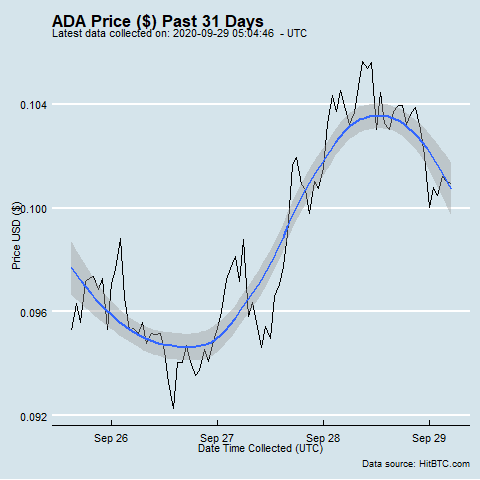 ADA Price ($) Past 31 Days
Latest data collected on: 2020-09-29 05:04:46 - UTC
Price USD ($)
0.104
0.100
0.096
0.092
Sep 26 Sep 27 Sep 28 Sep 29
Date Time Collected (UTC)
Data source: HitBTC.com